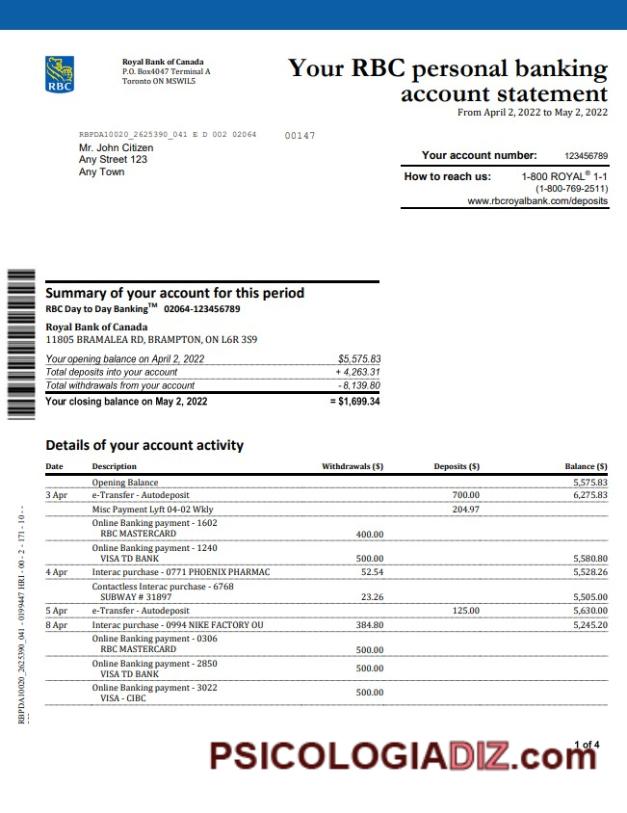 RBC
Royal Bank of Canada
P.O. Box4047 Terminal A
Toronto ON MSWIL5
Your RBC personal banking
account statement
From April 2, 2022 to May 2, 2022
RBPDA10020_2625390_041 E D 002 02064 00147
Mr. John Citizen
Any Street 123
Any Town
Your account number: 123456789
How to reach us: 1-800 ROYAL® 1-1
(1-800-769-2511)
www.rbcroyalbank.com/deposits
Summary of your account for this period
RBC Day to Day Banking™ 02064-123456789
Royal Bank of Canada
11805 BRAMALEA RD, BRAMPTON, ON L6R 3S9
Your opening balance on April 2, 2022 $5,575.83
Total deposits into your account + 4,263.31
Total withdrawals from your account - 8,139.80
Your closing balance on May 2, 2022 = $1,699.34
Details of your account activity
Date Description Withdrawals ($) Deposits ($) Balance ($)
Opening Balance 5,575.83
3 Apr e-Transfer - Autodeposit 700.00 6,275.83
Misc Payment Lyft 04-02 Wkly 204.97
Online Banking payment - 1602
RBC MASTERCARD 400.00
Online Banking payment - 1240
VISA TD BANK 500.00 5,580.80
4 Apr Interac purchase - 0771 PHOENIX PHARMAC 52.54 5,528.26
Contactless Interac purchase - 6768
SUBWAY # 31897 23.26 5,505.00
5 Apr e-Transfer - Autodeposit 125.00 5,630.00
8 Apr Interac purchase - 0994 NIKE FACTORY OU 384.80 5,245.20
Online Banking payment - 0306
RBC MASTERCARD 500.00
Online Banking payment - 2850
VISA TD BANK 500.00
Online Banking payment - 3022
VISA - CIBC 500.00
RBPDA10020_2625390_041 - 0199447 HR1 - 00 - 2 - 171 - 10 - -
1 of 4
PSICOLOGIADIZ.com